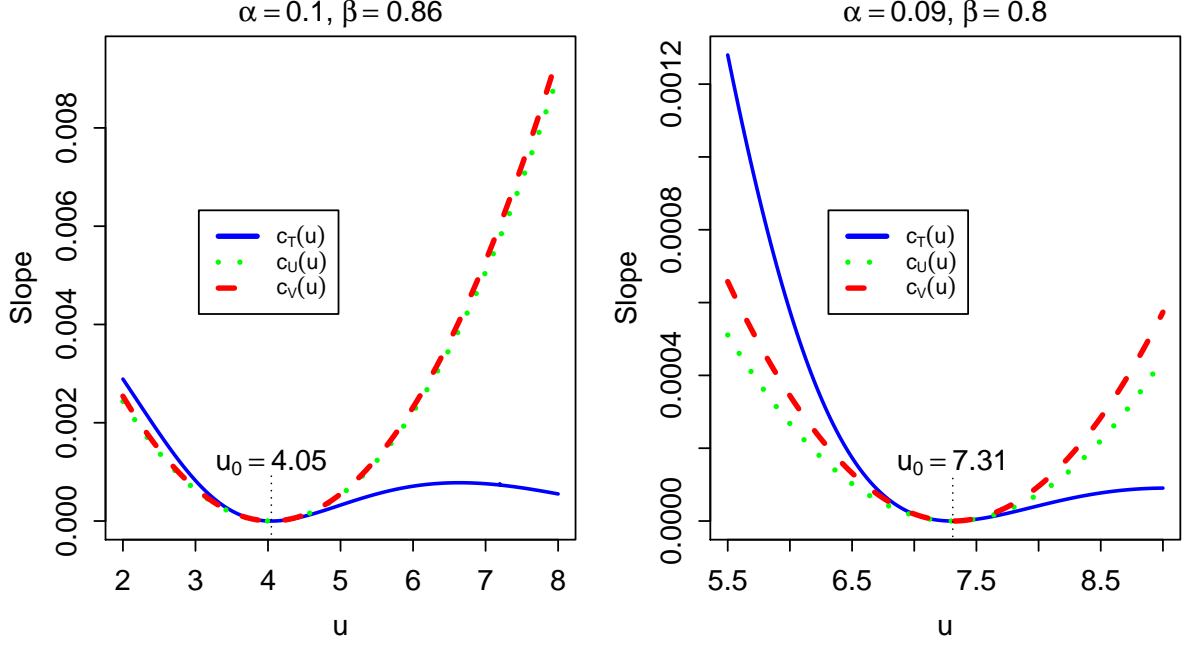 α = 0.1, β = 0.86
Slope
0.000
0.002
0.004
0.006
0.008
c_T(u)
c_U(u)
c_V(u)
u₀ = 4.05
2 3 4 5 6 7 8
u
α = 0.09, β = 0.8
Slope
0.0000
0.0004
0.0008
0.0012
c_T(u)
c_U(u)
c_V(u)
u₀ = 7.31
5.5 6.5 7.5 8.5
u